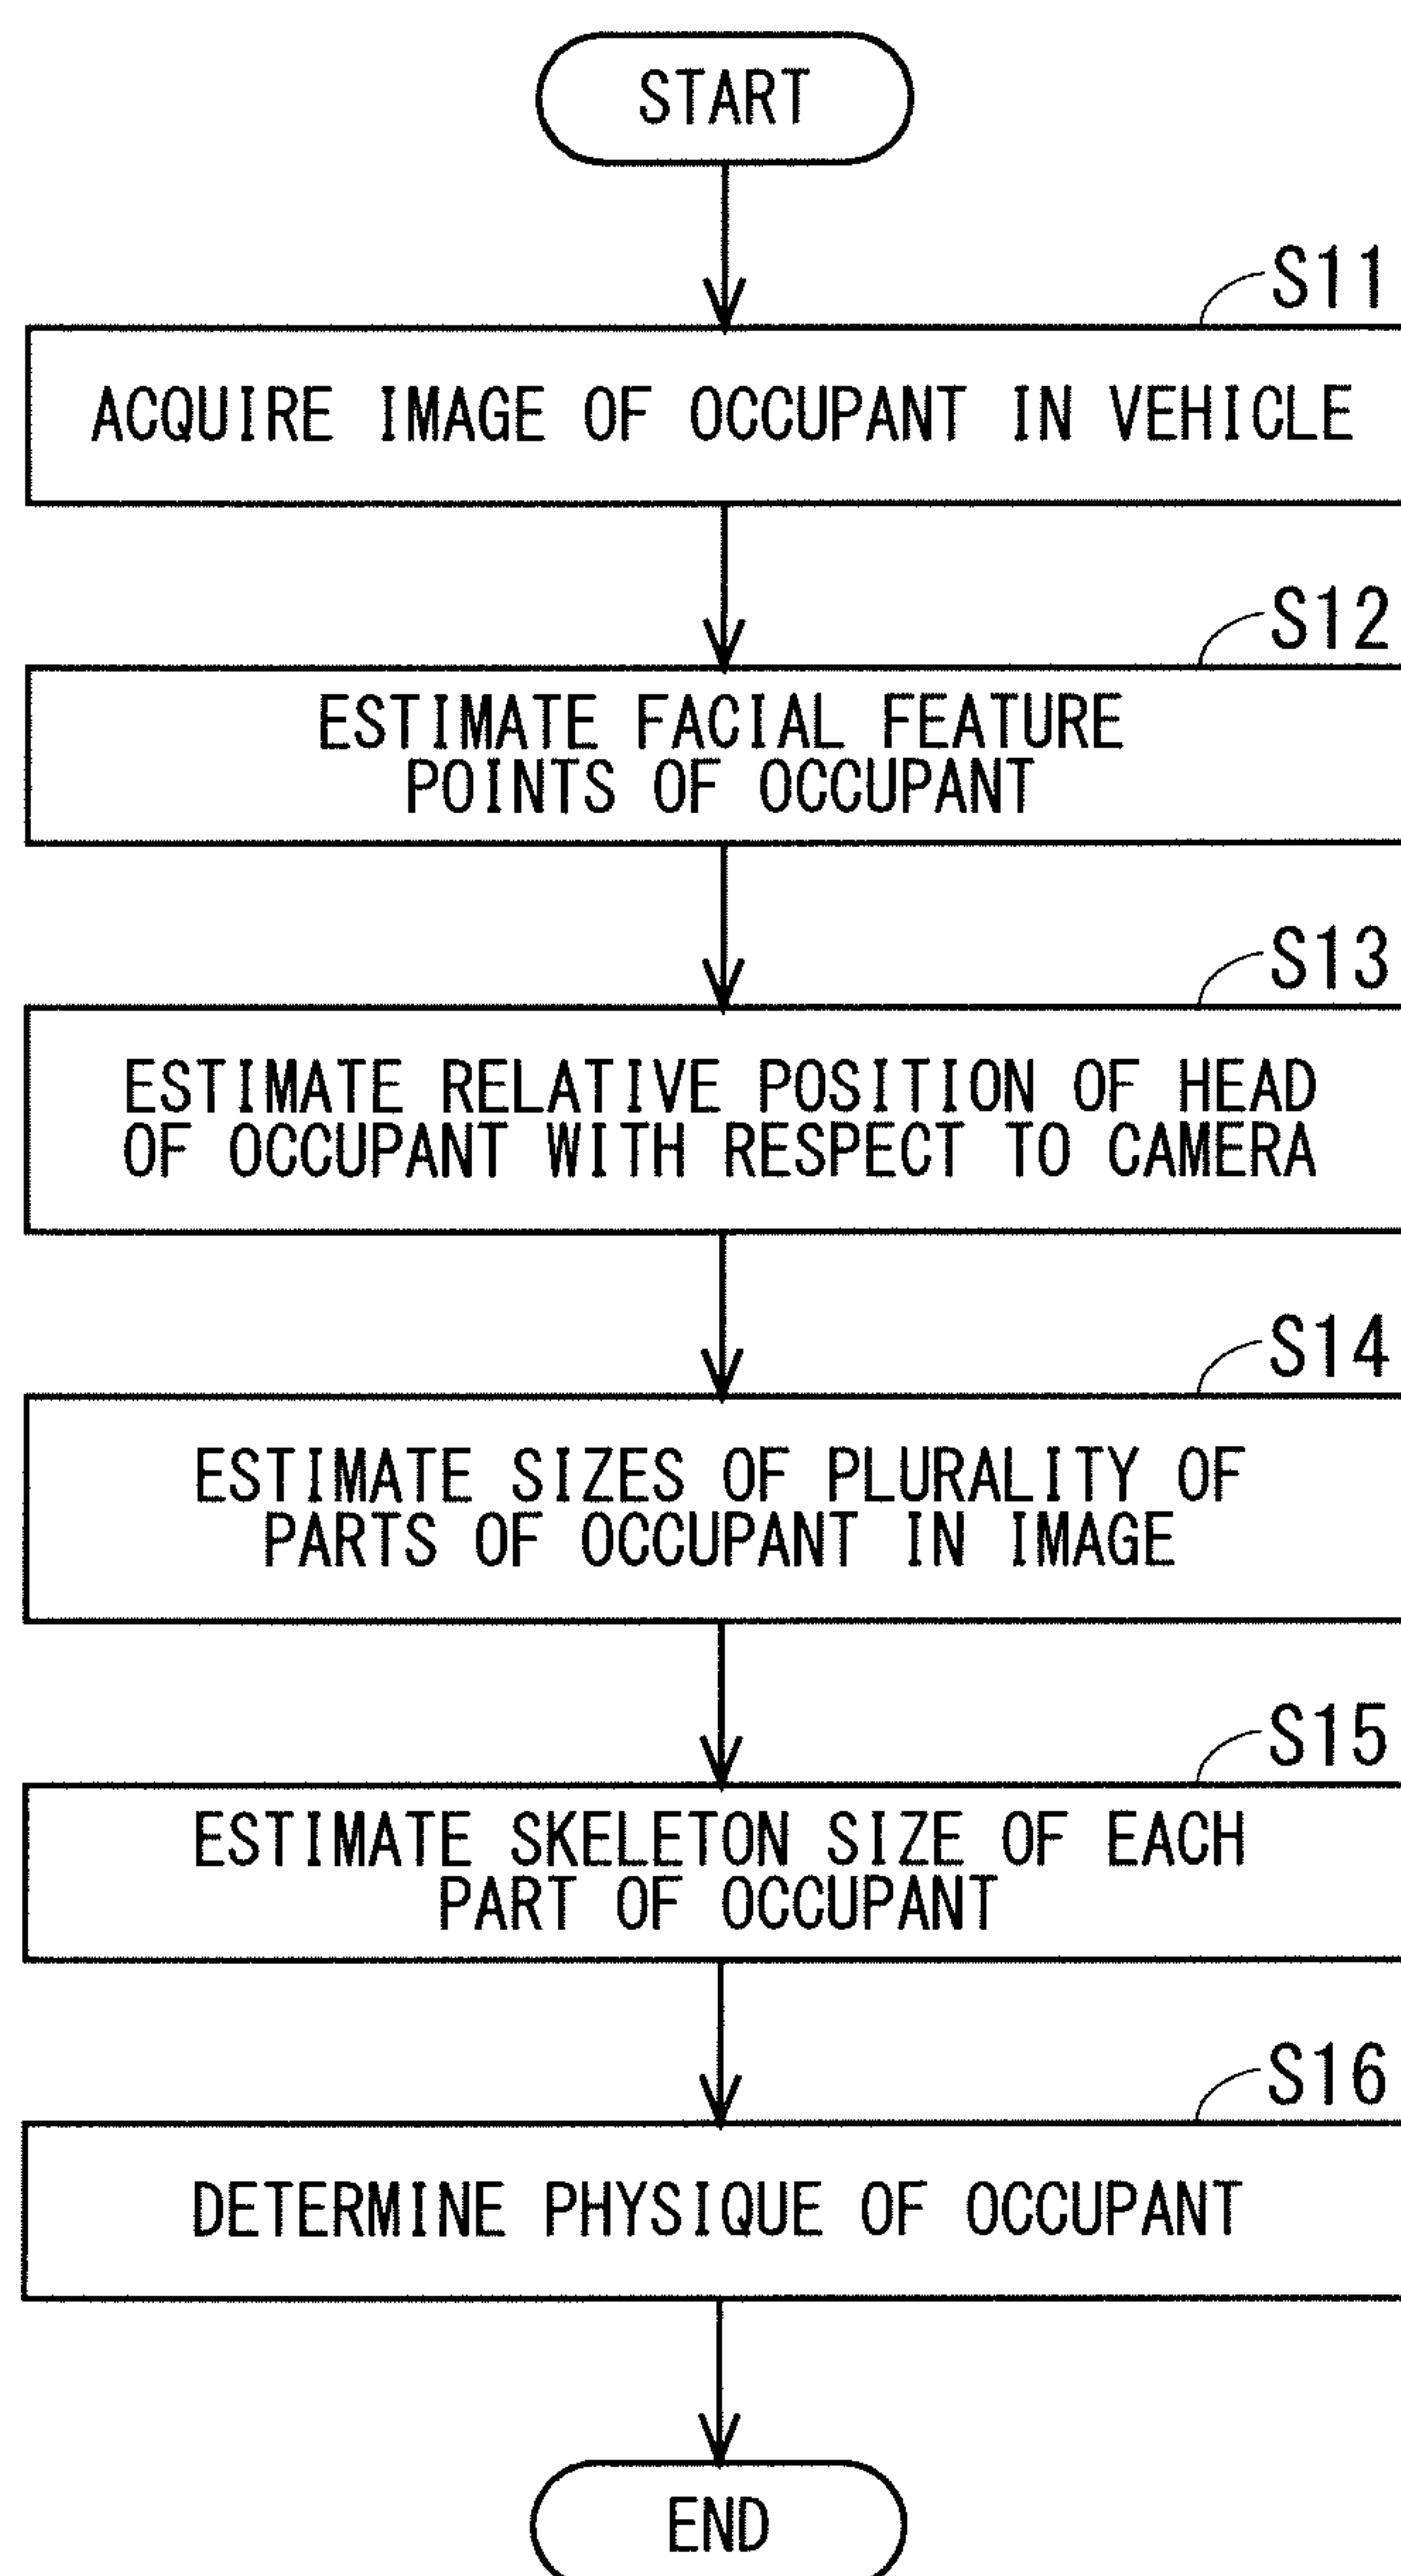 START
S11
ACQUIRE IMAGE OF OCCUPANT IN VEHICLE
S12
ESTIMATE FACIAL FEATURE
POINTS OF OCCUPANT
S13
ESTIMATE RELATIVE POSITION OF HEAD
OF OCCUPANT WITH RESPECT TO CAMERA
S14
ESTIMATE SIZES OF PLURALITY OF
PARTS OF OCCUPANT IN IMAGE
S15
ESTIMATE SKELETON SIZE OF EACH
PART OF OCCUPANT
S16
DETERMINE PHYSIQUE OF OCCUPANT
END